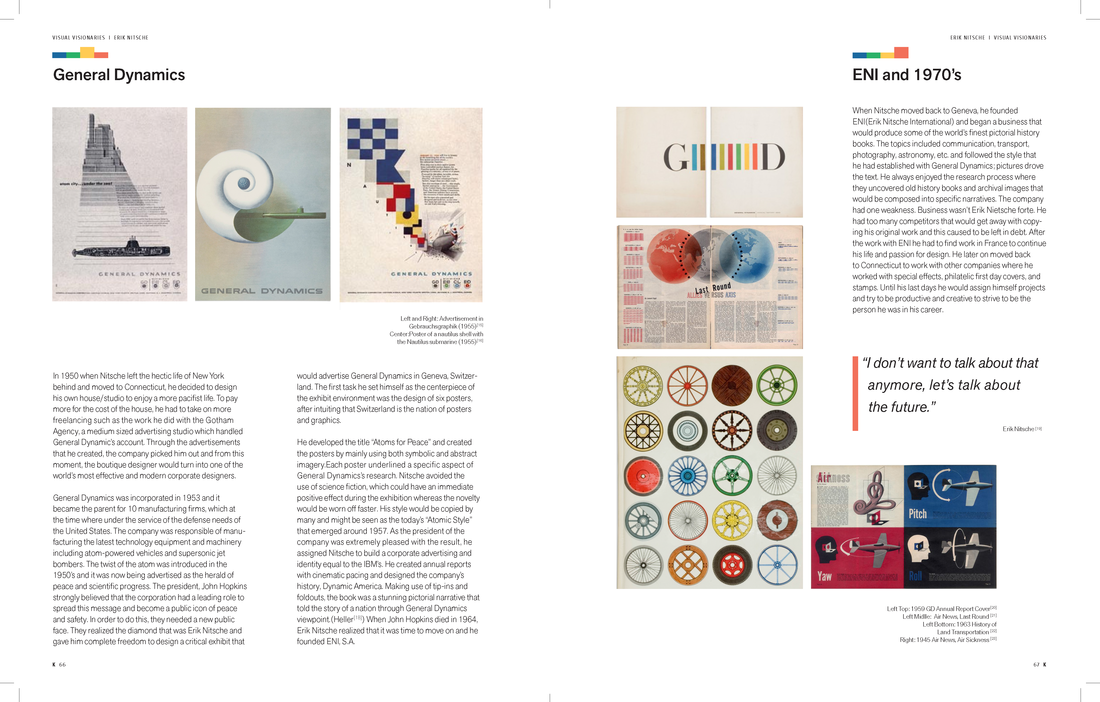 VISUAL VISIONARIES I ERIK NITSCHE
General Dynamics
when city... under the sea!
GENERAL DYNAMICS
GENERAL DYNAMICS
N
A
GENERAL DYNAMICS
Left and Right: Advertisement in
Gebrauchsgraphik (1955)
Center:Poster of a nautilus shell with
the Nautilus submarine (1955)
In 1950 when Nitsche left the hectic life of New York
behind and moved to Connecticut, he decided to design
his own house/studio to enjoy a more pacifist life. To pay
more for the cost of the house, he had to take on more
freelancing such as the work he did with the Gotham
Agency, a medium sized advertising studio which handled
General Dynamic's account. Through the advertisements
that he created, the company picked him out and from this
moment, the boutique designer would turn into one of the
world's most effective and modern corporate designers.
General Dynamics was incorporated in 1953 and it
became the parent for 10 manufacturing firms, which at
the time where under the service of the defense needs of
the United States. The company was responsible of manu-
facturing the latest technology equipment and machinery
including atom-powered vehicles and supersonic jet
bombers. The twist of the atom was introduced in the
1950's and it was now being advertised as the herald of
peace and scientific progress. The president, John Hopkins
strongly believed that the corporation had a leading role to
spread this message and become a public icon of peace
and safety. In order to do this, they needed a new public
face. They realized the diamond that was Erik Nitsche and
gave him complete freedom to design a critical exhibit that
would advertise General Dynamics in Geneva, Switzer-
land. The first task he set himself as the centerpiece of
the exhibit environment was the design of six posters,
after intuiting that Switzerland is the nation of posters
and graphics.
He developed the title "Atoms for Peace" and created
the posters by mainly using both symbolic and abstract
imagery.Each poster underlined a specific aspect of
General Dynamics's research. Nitsche avoided the
use of science fiction, which could have an immediate
positive effect during the exhibition whereas the novelty
would be worn off faster. His style would be copied by
many and might be seen as the today's "Atomic Style"
that emerged around 1957. As the president of the
company was extremely pleased with the result, he
assigned Nitsche to build a corporate advertising and
identity equal to the IBM's. He created annual reports
with cinematic pacing and designed the company's
history, Dynamic America. Making use of tip-ins and
foldouts, the book was a stunning pictorial narrative that
told the story of a nation through General Dynamics
viewpoint.(Heller) When John Hopkins died in 1964,
Erik Nitsche realized that it was time to move on and he
founded ENI, S.A.
K 66
ERIK NITSCHE I VISUAL VISIONARIES
ENI and 1970's
When Nitsche moved back to Geneva, he founded
ENI(Erik Nitsche International) and began a business that
would produce some of the world's finest pictorial history
books. The topics included communication, transport,
photography, astronomy, etc. and followed the style that
he had established with General Dynamics; pictures drove
the text. He always enjoyed the research process where
they uncovered old history books and archival images that
would be composed into specific narratives. The company
had one weakness. Business wasn't Erik Nietsche forte. He
had too many competitors that would get away with copy-
ing his original work and this caused to be left in debt. After
the work with ENI he had to find work in France to continue
his life and passion for design. He later on moved back
to Connecticut to work with other companies where he
worked with special effects, philatelic first day covers, and
stamps. Until his last days he would assign himself projects
and try to be productive and creative to strive to be the
person he was in his career.
G D
Last Round
ALLIES VERSUS AXIS
"I don't want to talk about that
anymore, let's talk about
the future."
Erik Nitsche
Airness
Pitch
Yaw
Roll
Left Top: 1959 GD Annual Report Cover
Left Midlle: Air News, Last Round
Left Bottom: 1963 History of
Land Transportation
Right: 1945 Air News, Air Sickness
67 K